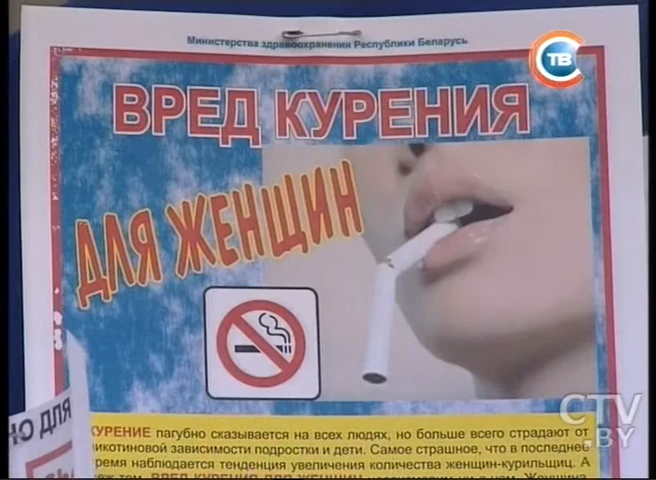 Министерства здравоохранения Республики Беларусь
СТВ
ВРЕД КУРЕНИЯ
ДЛЯ ЖЕНЩИН
КУРЕНИЕ пагубно сказывается на всех людях, но больше всего страдают от
никотиновой зависимости подростки и дети. Самое страшное, что в последнее
время наблюдается тенденция увеличения количества женщин-курильщиц. А
ВРЕД КУРЕНИЯ ДЛЯ ЖЕНЩИН
НО ДЛЯ
CTV
BY